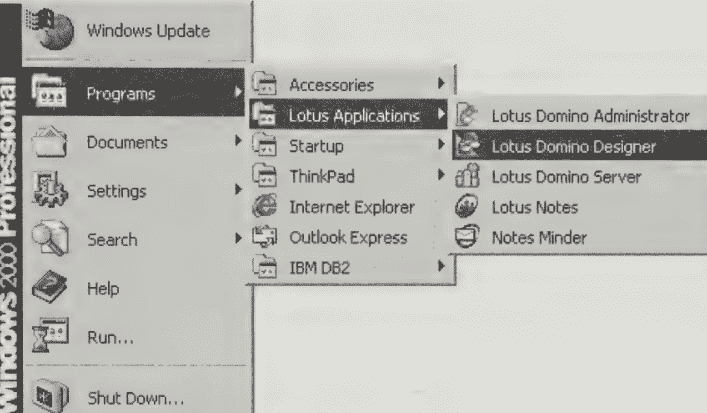 Windows 2000 Professional
Windows Update
Programs
Documents
Settings
Search
Help
Run...
Shut Down...
Accessories
Lotus Applications
Startup
ThinkPad
Internet Explorer
Outlook Express
IBM DB2
Lotus Domino Administrator
Lotus Domino Designer
Lotus Domino Server
Lotus Notes
Notes Minder